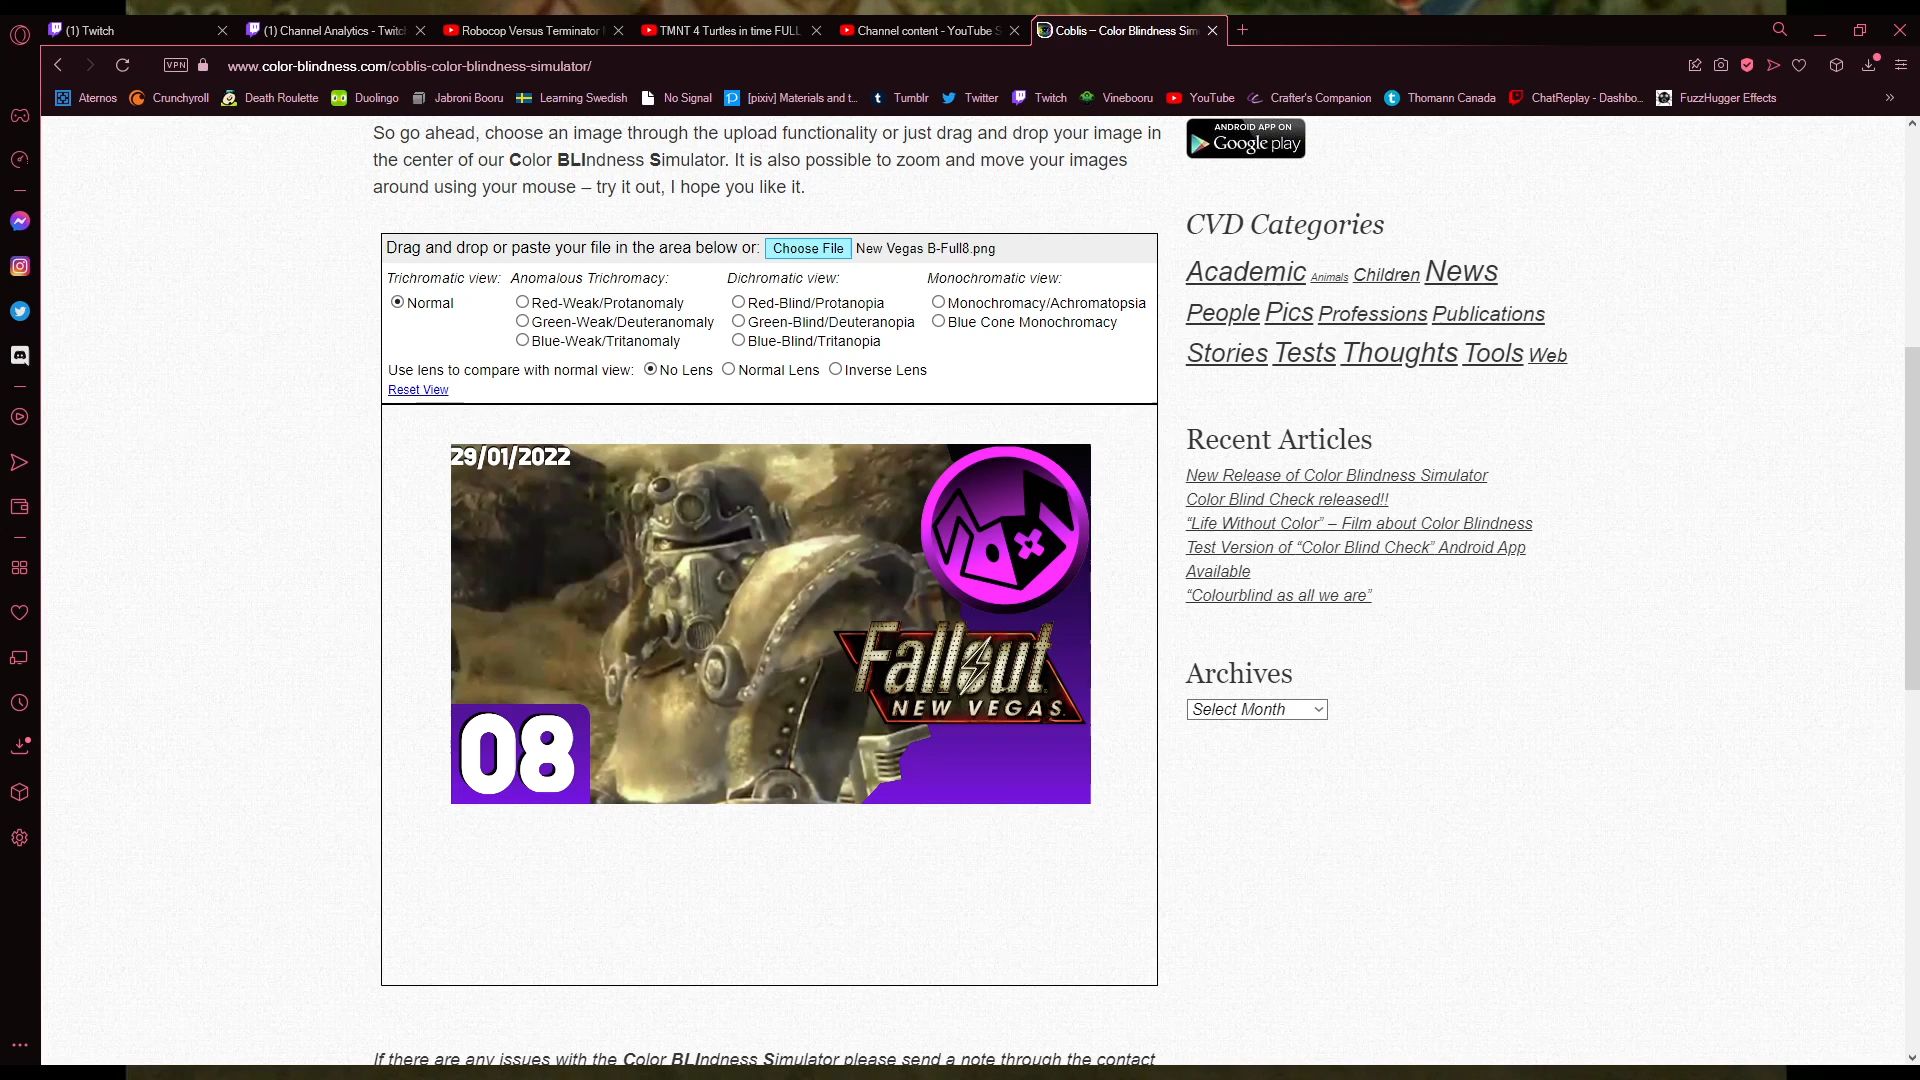 (1) Twitch
(1) Channel Analytics - Twitch
Robocop Versus Terminator
TMNT 4 Turtles in time FULL
Channel content - YouTube S
Coblis – Color Blindness Sim
VPN
www.color-blindness.com/coblis-color-blindness-simulator/
Aternos
Crunchyroll
Death Roulette
Duolingo
Jabroni Booru
Learning Swedish
No Signal
[pixiv] Materials and t...
Tumblr
Twitter
Twitch
Vinebooru
YouTube
Crafter's Companion
Thomann Canada
ChatReplay - Dashbo...
FuzzHugger Effects
So go ahead, choose an image through the upload functionality or just drag and drop your image in
the center of our Color BLIndness Simulator. It is also possible to zoom and move your images
around using your mouse – try it out, I hope you like it.
Drag and drop or paste your file in the area below or: Choose File New Vegas B-Full8.png
Trichromatic view: Anomalous Trichromacy: Dichromatic view: Monochromatic view:
Normal Red-Weak/Protanomaly Red-Blind/Protanopia Monochromacy/Achromatopsia
Green-Weak/Deuteranomaly Green-Blind/Deuteranopia Blue Cone Monochromacy
Blue-Weak/Tritanomaly Blue-Blind/Tritanopia
Use lens to compare with normal view: No Lens Normal Lens Inverse Lens
Reset View
29/01/2022
Fallout
NEW VEGAS
08
If there are any issues with the Color BLIndness Simulator please send a note through the contact
ANDROID APP ON
Google play
CVD Categories
Academic Animals Children News
People Pics Professions Publications
Stories Tests Thoughts Tools Web
Recent Articles
New Release of Color Blindness Simulator
Color Blind Check released!!
“Life Without Color” – Film about Color Blindness
Test Version of “Color Blind Check” Android App
Available
“Colourblind as all we are”
Archives
Select Month